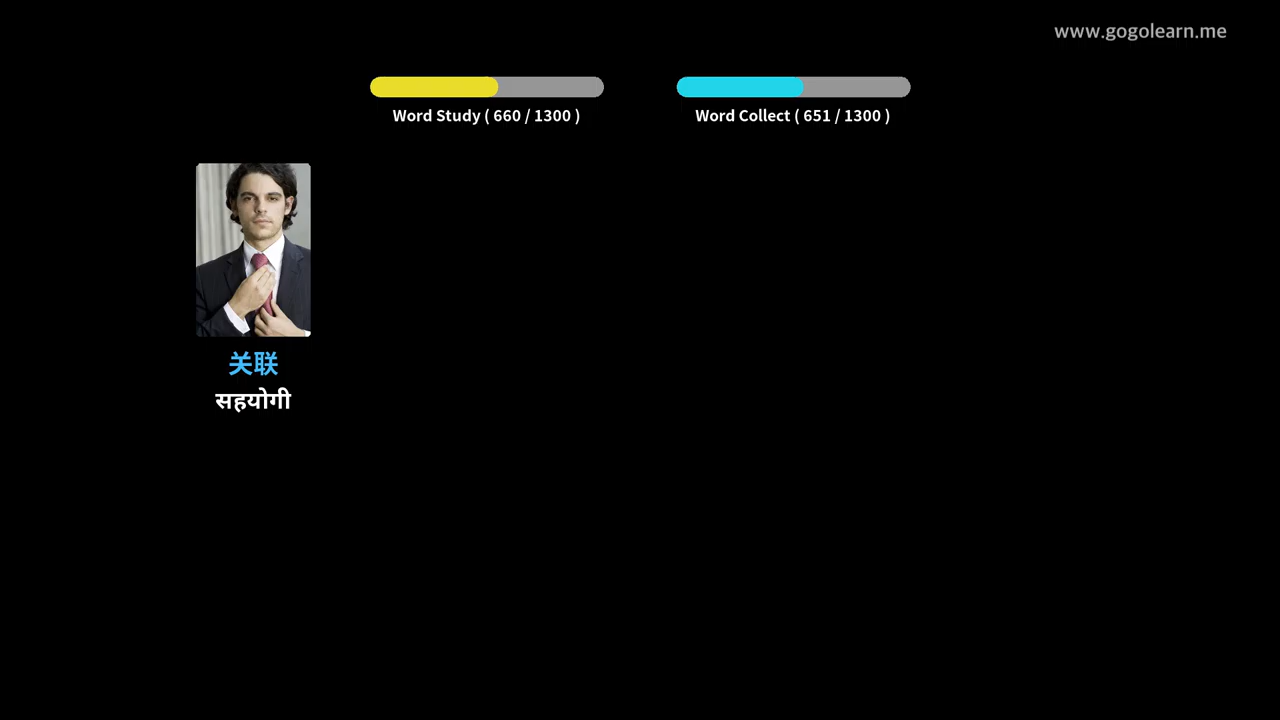 www.gogolearn.me
Word Study ( 660 / 1300 )
Word Collect ( 651 / 1300 )
关联
सहयोगी